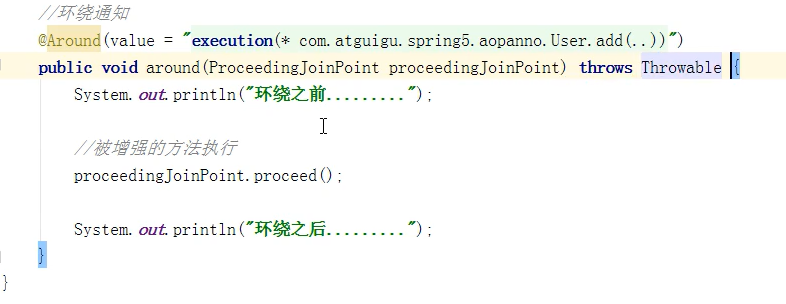 //环绕通知
@Around(value = "execution(* com.atguigu.spring5.aopanno.User.add(..))")
public void around(ProceedingJoinPoint proceedingJoinPoint) throws Throwable {
System.out.println("环绕之前.........");
//被增强的方法执行
proceedingJoinPoint.proceed();
System.out.println("环绕之后.........");
}
}